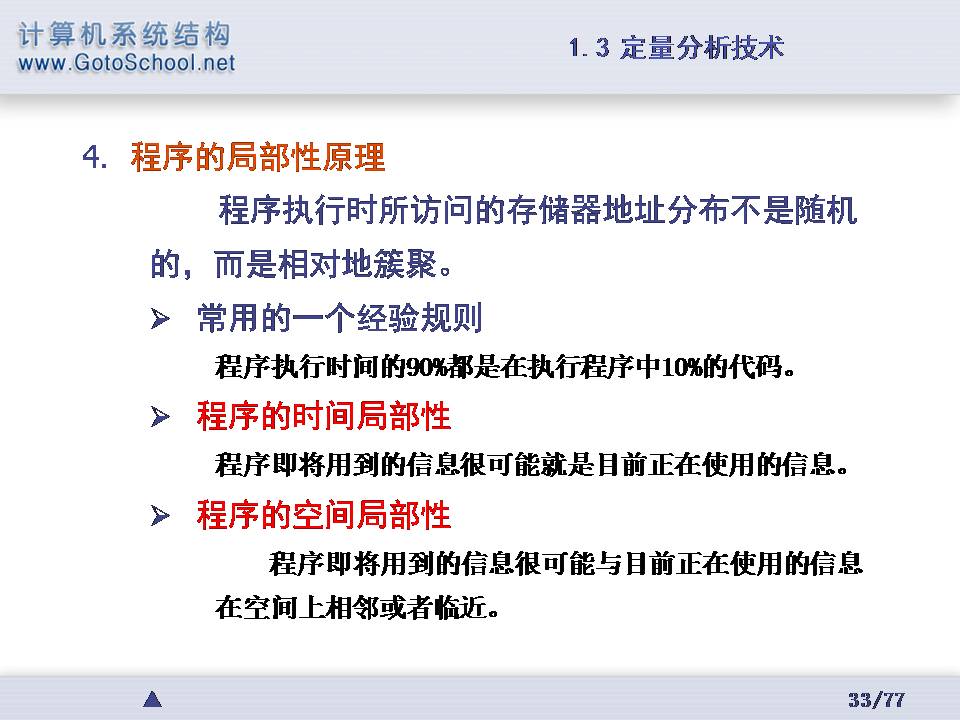 计算机系统结构
www.GotoSchool.net
1.3 定量分析技术
4. 程序的局部性原理
程序执行时所访问的存储器地址分布不是随机
的，而是相对地簇聚。
➢ 常用的一个经验规则
程序执行时间的90%都是在执行程序中10%的代码。
➢ 程序的时间局部性
程序即将用到的信息很可能就是目前正在使用的信息。
➢ 程序的空间局部性
程序即将用到的信息很可能与目前正在使用的信息
在空间上相邻或者临近。
33/77